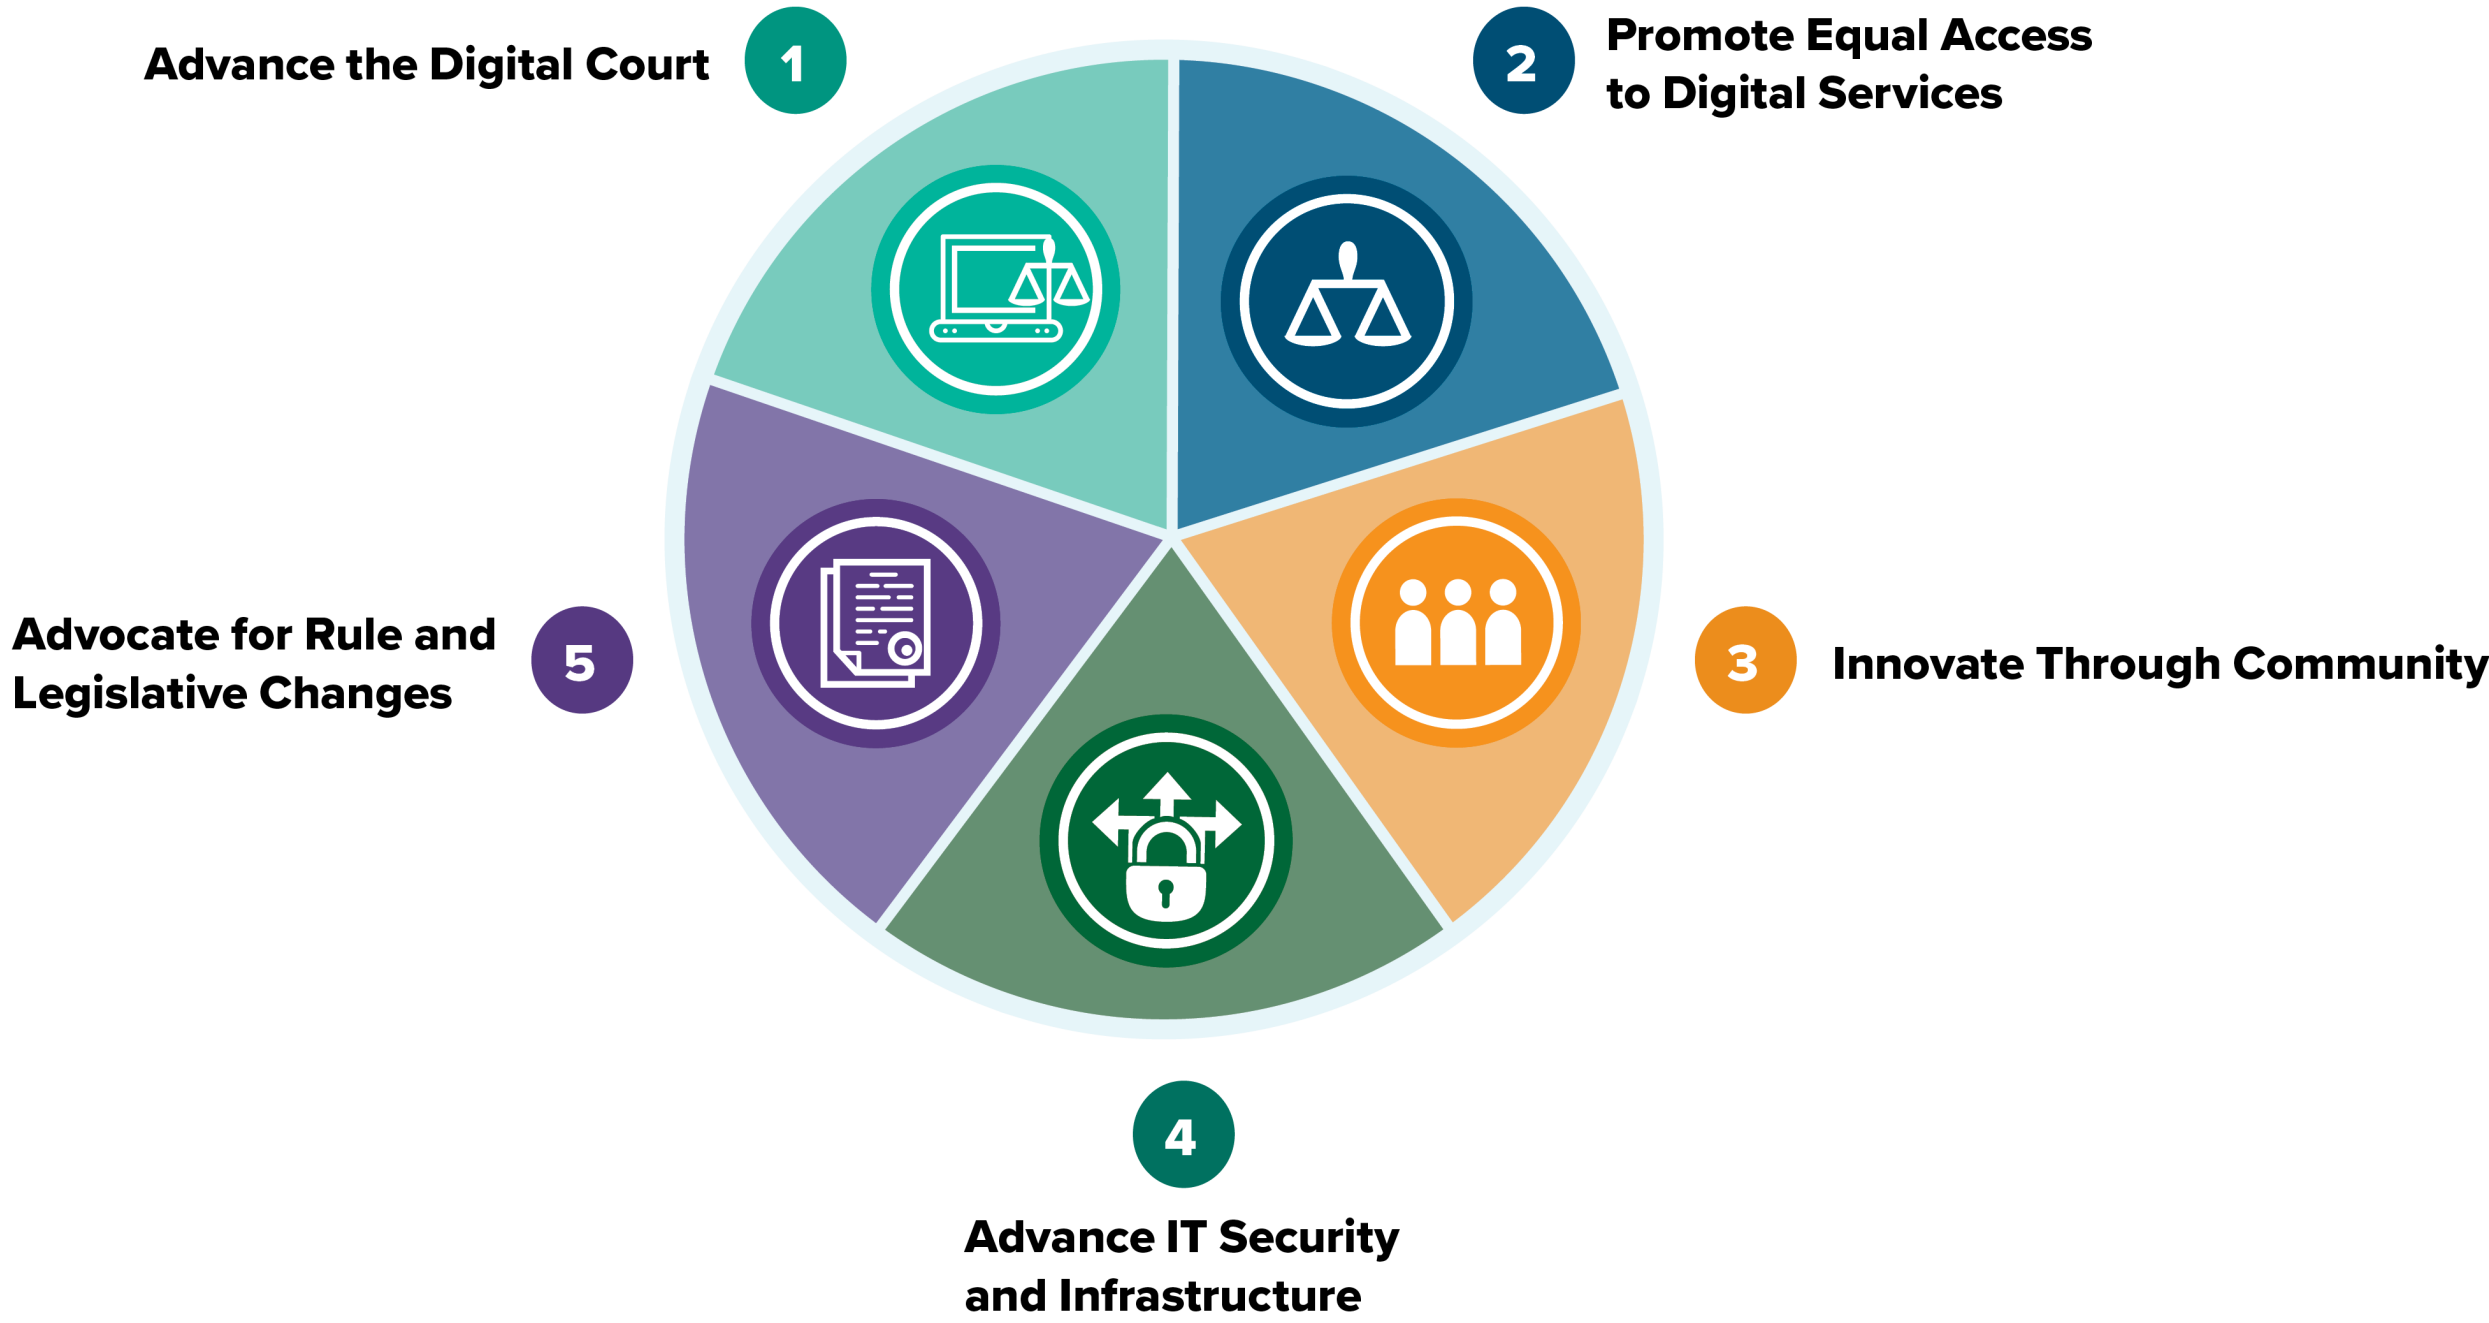 Advance the Digital Court
1
2
Promote Equal Access
to Digital Services
3
Innovate Through Community
4
Advance IT Security
and Infrastructure
5
Advocate for Rule and
Legislative Changes